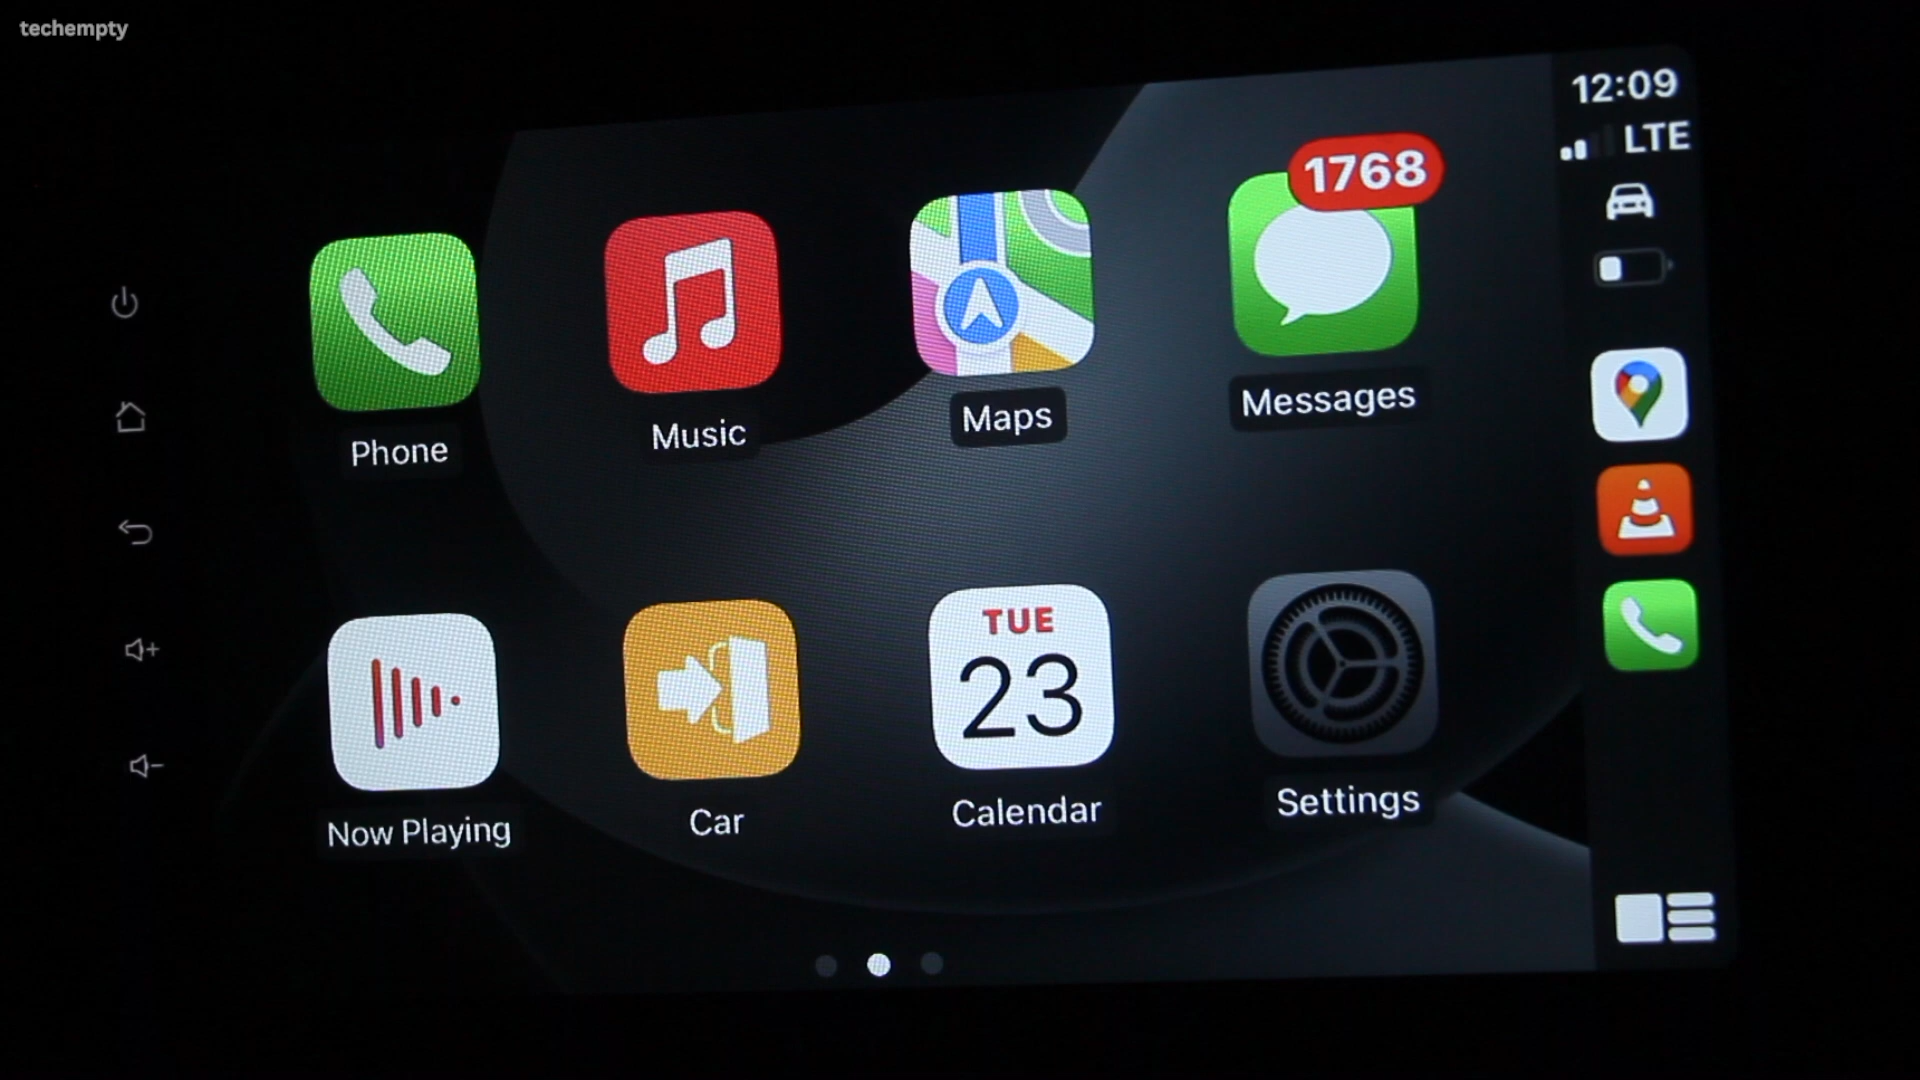 techempty
12:09
LTE
1768
Phone
Music
Maps
Messages
TUE
23
Now Playing
Car
Calendar
Settings